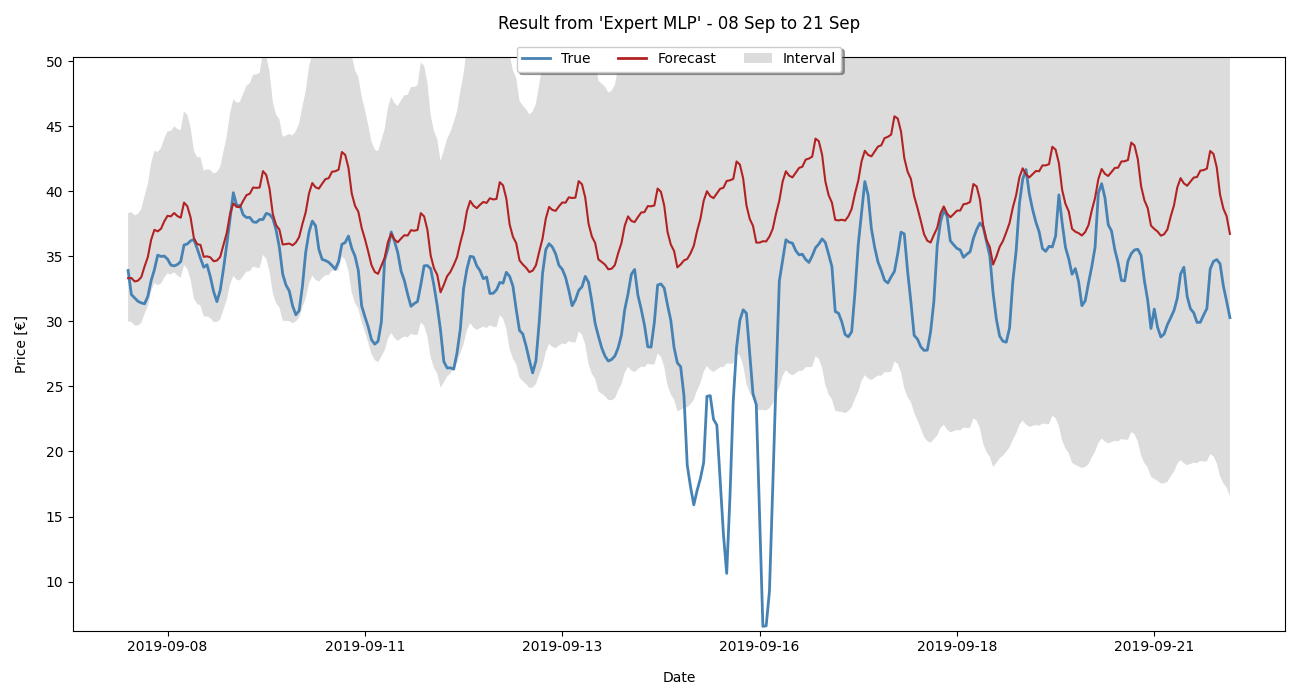 Result from 'Expert MLP' - 08 Sep to 21 Sep
True Forecast Interval
50
45
40
35
30
25
20
15
10
Price [€]
2019-09-08 2019-09-11 2019-09-13 2019-09-16 2019-09-18 2019-09-21
Date